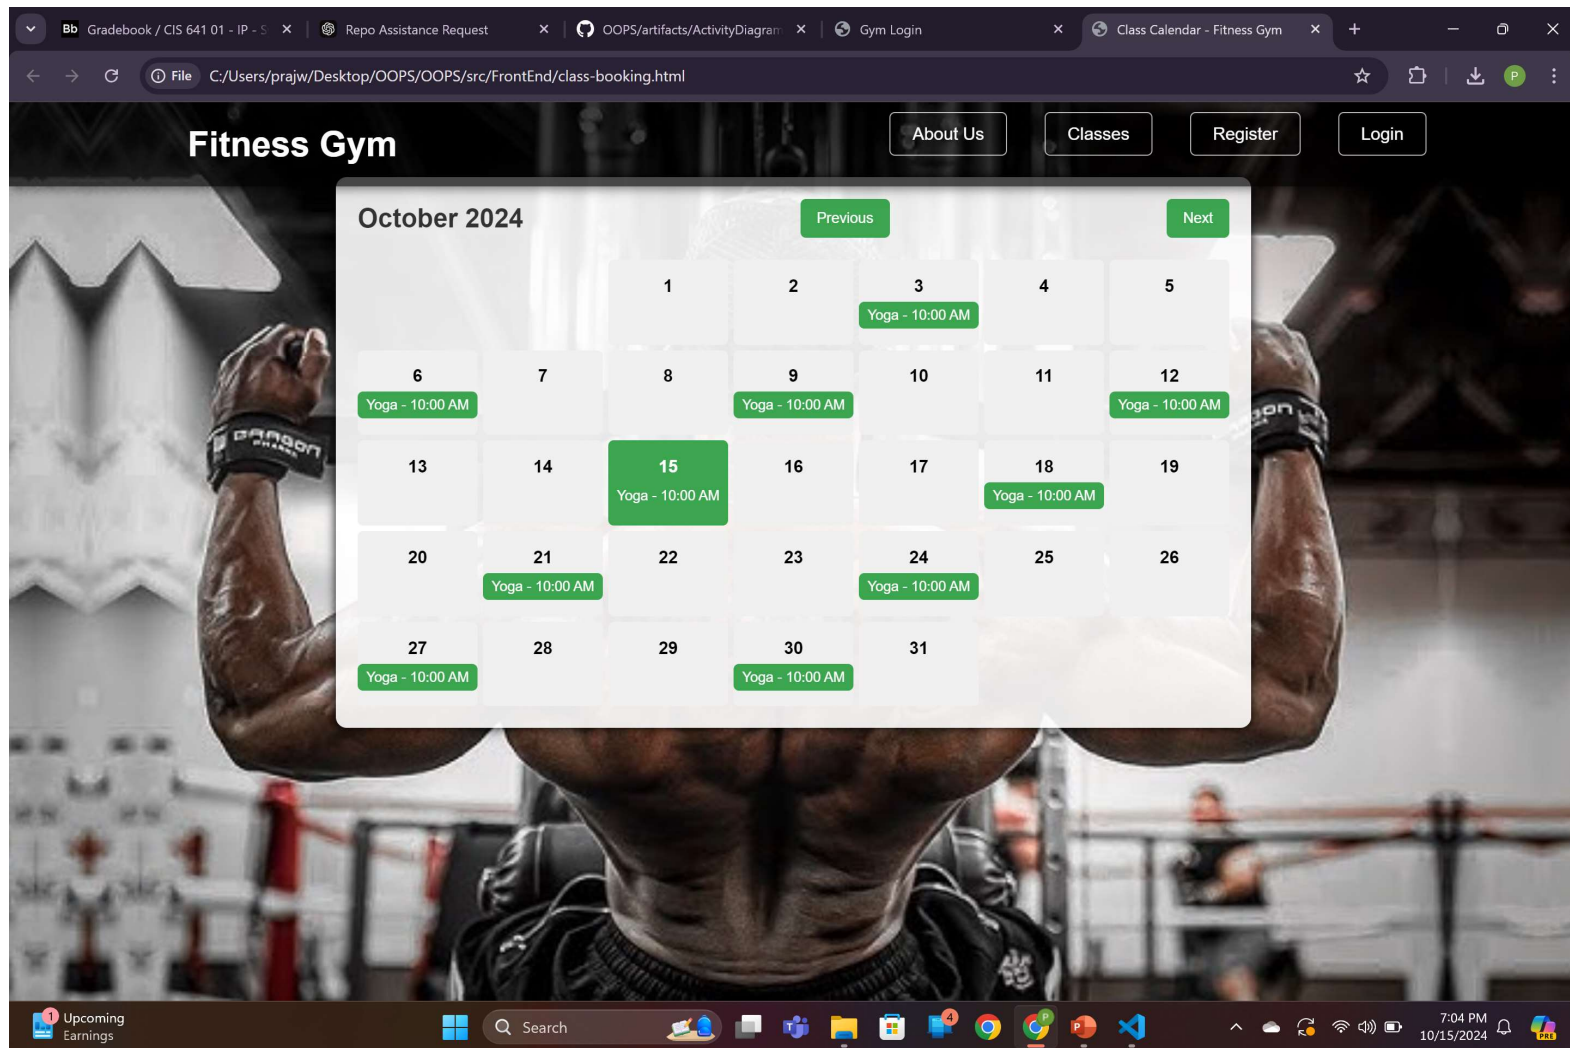 Bb Gradebook / CIS 641 01 - IP - S
Repo Assistance Request
OOPS/artifacts/ActivityDiagram
Gym Login
Class Calendar - Fitness Gym
File C:/Users/prajw/Desktop/OOPS/OOPS/src/FrontEnd/class-booking.html
P
Fitness Gym
About Us
Classes
Register
Login
October 2024
Previous
Next
1 2 3 4 5
Yoga - 10:00 AM
6 7 8 9 10 11 12
Yoga - 10:00 AM Yoga - 10:00 AM Yoga - 10:00 AM
13 14 15 16 17 18 19
Yoga - 10:00 AM Yoga - 10:00 AM
20 21 22 23 24 25 26
Yoga - 10:00 AM Yoga - 10:00 AM
27 28 29 30 31
Yoga - 10:00 AM Yoga - 10:00 AM
DRAGON
PHARMA
1
Upcoming
Earnings
Search
4
P
7:04 PM
10/15/2024
PRE